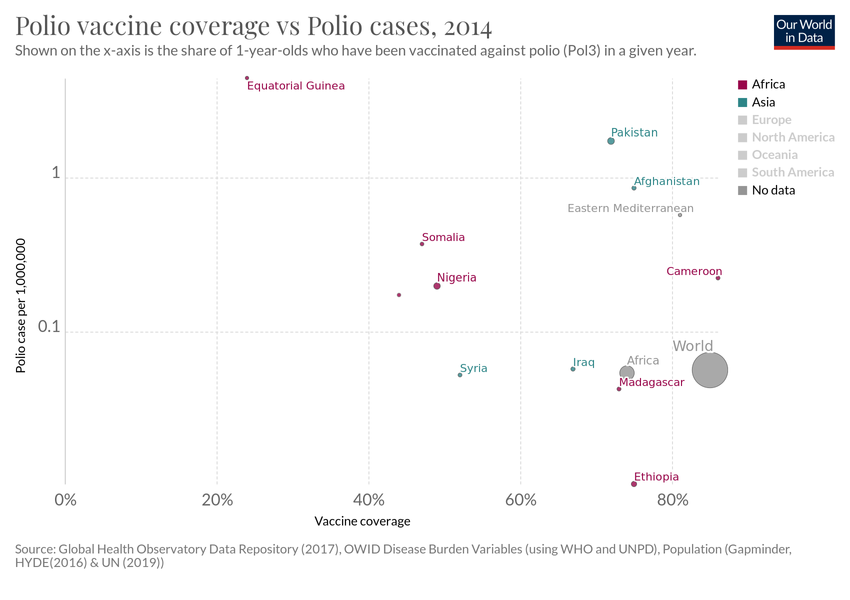 Polio vaccine coverage vs Polio cases, 2014
Shown on the x-axis is the share of 1-year-olds who have been vaccinated against polio (Pol3) in a given year.
Our World
in Data
Equatorial Guinea
Africa
Asia
Europe
North America
Oceania
South America
No data
Pakistan
1
Afghanistan
Eastern Mediterranean
Somalia
Cameroon
Nigeria
Polio case per 1,000,000
0.1
World
Syria
Iraq
Africa
Madagascar
Ethiopia
0%
20%
40%
60%
80%
Vaccine coverage
Source: Global Health Observatory Data Repository (2017), OWID Disease Burden Variables (using WHO and UNPD), Population (Gapminder,
HYDE(2016) & UN (2019))